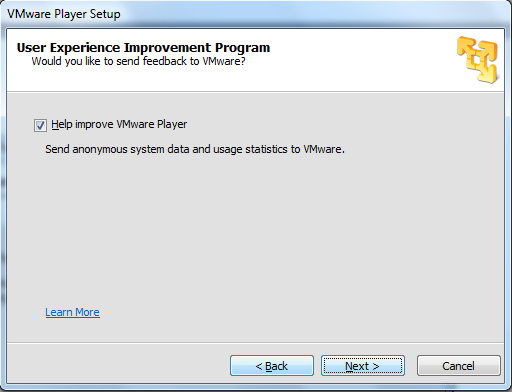 VMware Player Setup
User Experience Improvement Program
Would you like to send feedback to VMware?
Help improve VMware Player
Send anonymous system data and usage statistics to VMware.
Learn More
< Back Next > Cancel